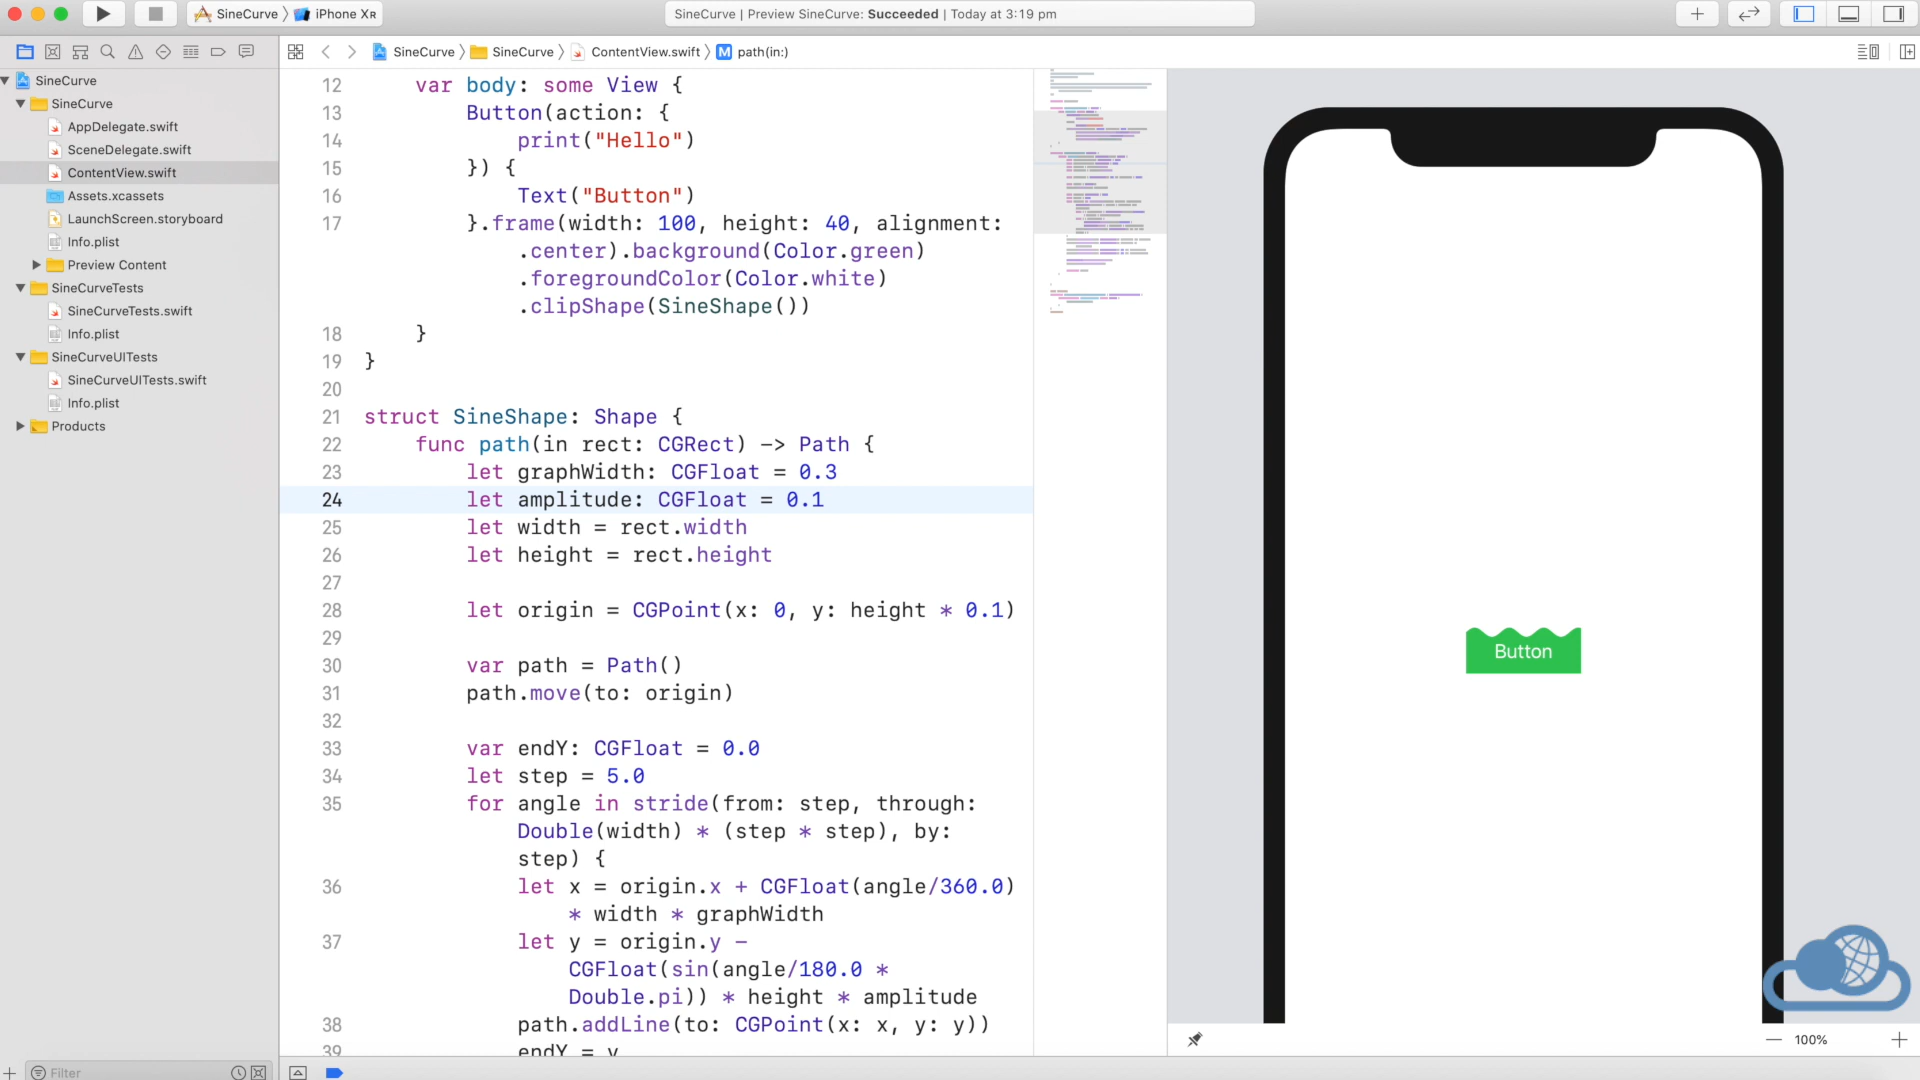 SineCurve 〉 iPhone XR
SineCurve | Preview SineCurve: Succeeded | Today at 3:19 pm
SineCurve 〉 SineCurve 〉 ContentView.swift 〉 M path(in:)
SineCurve
SineCurve
AppDelegate.swift
SceneDelegate.swift
ContentView.swift
Assets.xcassets
LaunchScreen.storyboard
Info.plist
Preview Content
SineCurveTests
SineCurveTests.swift
Info.plist
SineCurveUITests
SineCurveUITests.swift
Info.plist
Products
Filter
12 var body: some View {
13 Button(action: {
14 print("Hello")
15 }) {
16 Text("Button")
17 }.frame(width: 100, height: 40, alignment:
.center).background(Color.green)
.foregroundColor(Color.white)
.clipShape(SineShape())
18 }
19 }
20
21 struct SineShape: Shape {
22 func path(in rect: CGRect) -> Path {
23 let graphWidth: CGFloat = 0.3
24 let amplitude: CGFloat = 0.1
25 let width = rect.width
26 let height = rect.height
27
28 let origin = CGPoint(x: 0, y: height * 0.1)
29
30 var path = Path()
31 path.move(to: origin)
32
33 var endY: CGFloat = 0.0
34 let step = 5.0
35 for angle in stride(from: step, through:
Double(width) * (step * step), by:
step) {
36 let x = origin.x + CGFloat(angle/360.0)
* width * graphWidth
37 let y = origin.y -
CGFloat(sin(angle/180.0 *
Double.pi)) * height * amplitude
38 path.addLine(to: CGPoint(x: x, y: y))
39 endY = y
Button
100%